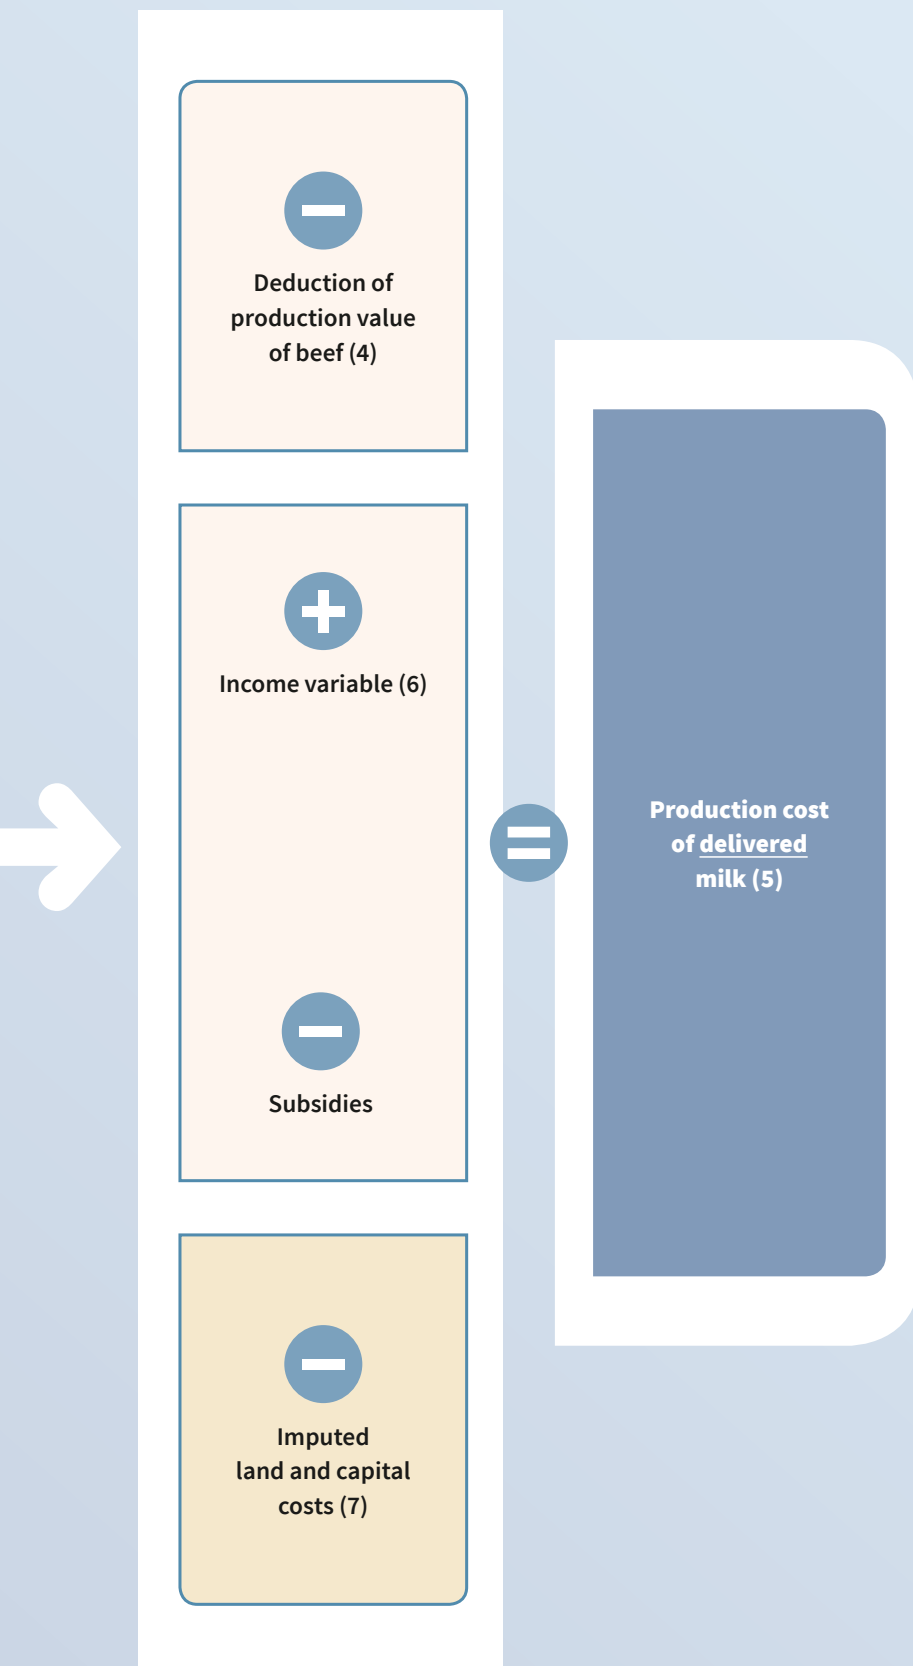 Deduction of
production value
of beef (4)
Income variable (6)
Subsidies
Imputed
land and capital
costs (7)
Production cost
of delivered
milk (5)